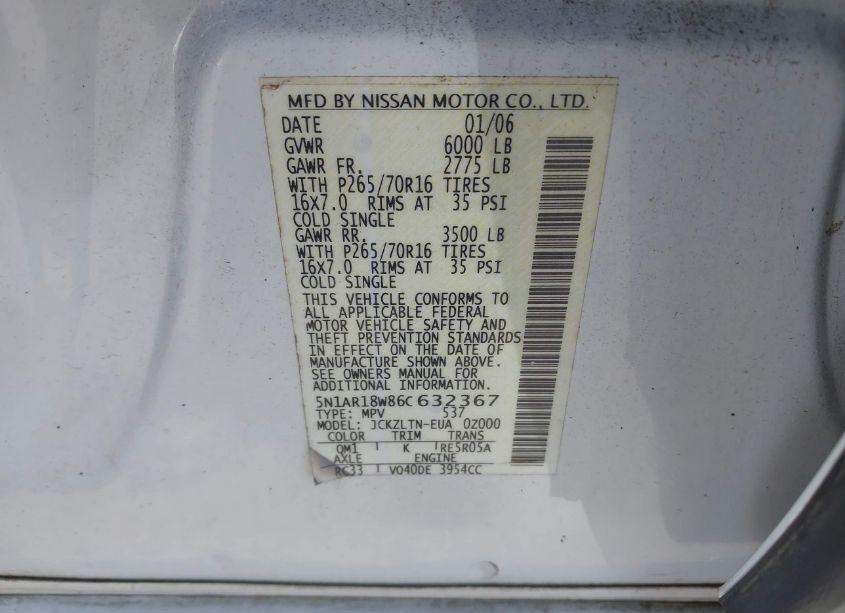 MFD BY NISSAN MOTOR CO., LTD.
DATE 01/06
GVWR 6000 LB
GAWR FR. 2775 LB
WITH P265/70R16 TIRES
16X7.0 RIMS AT 35 PSI
COLD SINGLE
GAWR RR. 3500 LB
WITH P265/70R16 TIRES
16X7.0 RIMS AT 35 PSI
COLD SINGLE
THIS VEHICLE CONFORMS TO
ALL APPLICABLE FEDERAL
MOTOR VEHICLE SAFETY AND
THEFT PREVENTION STANDARDS
IN EFFECT ON THE DATE OF
MANUFACTURE SHOWN ABOVE.
SEE OWNERS MANUAL FOR
ADDITIONAL INFORMATION.
5N1AR18W86C632367
TYPE: MPV 537
MODEL: JCKZLTN-EUA 0Z000
COLOR TRIM TRANS
QM1 K RE5R05A
AXLE ENGINE
RC33 VQ40DE 3954CC